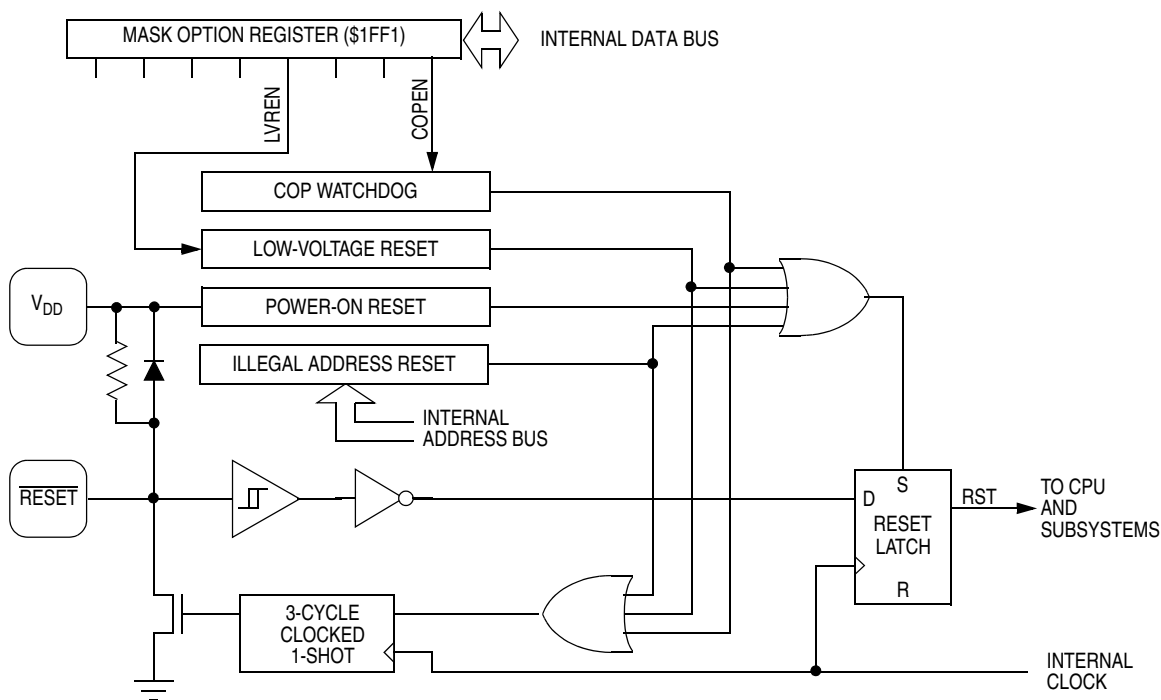 MASK OPTION REGISTER ($1FF1)
INTERNAL DATA BUS
LVREN
COPEN
COP WATCHDOG
LOW-VOLTAGE RESET
VDD
POWER-ON RESET
ILLEGAL ADDRESS RESET
INTERNAL
ADDRESS BUS
RESET
D
S
RESET
LATCH
R
RST
TO CPU
AND
SUBSYSTEMS
3-CYCLE
CLOCKED
1-SHOT
INTERNAL
CLOCK